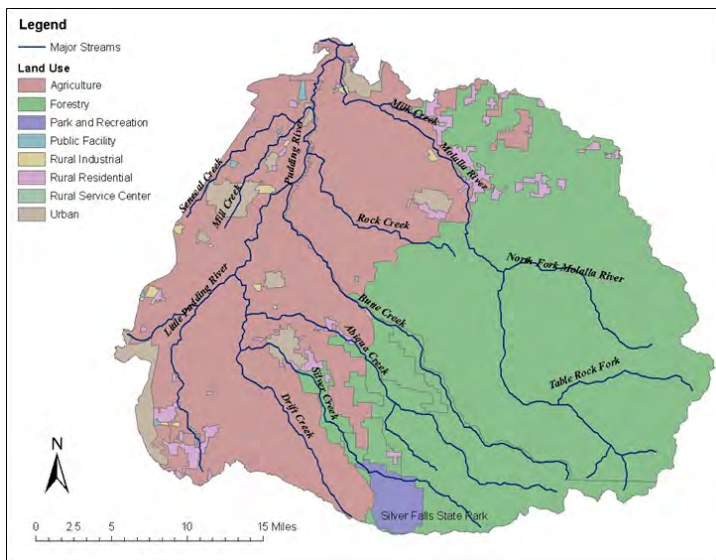 Legend
Major Streams
Land Use
Agriculture
Forestry
Park and Recreation
Public Facility
Rural Industrial
Rural Residential
Rural Service Center
Urban
Milk Creek
Molalla River
Pudding River
Senecal Creek
Mill Creek
Rock Creek
North Fork Molalla River
Little Pudding River
Butte Creek
Abiqua Creek
Table Rock Fork
Silver Creek
Drift Creek
N
Silver Falls State Park
0 5 10 15 Miles